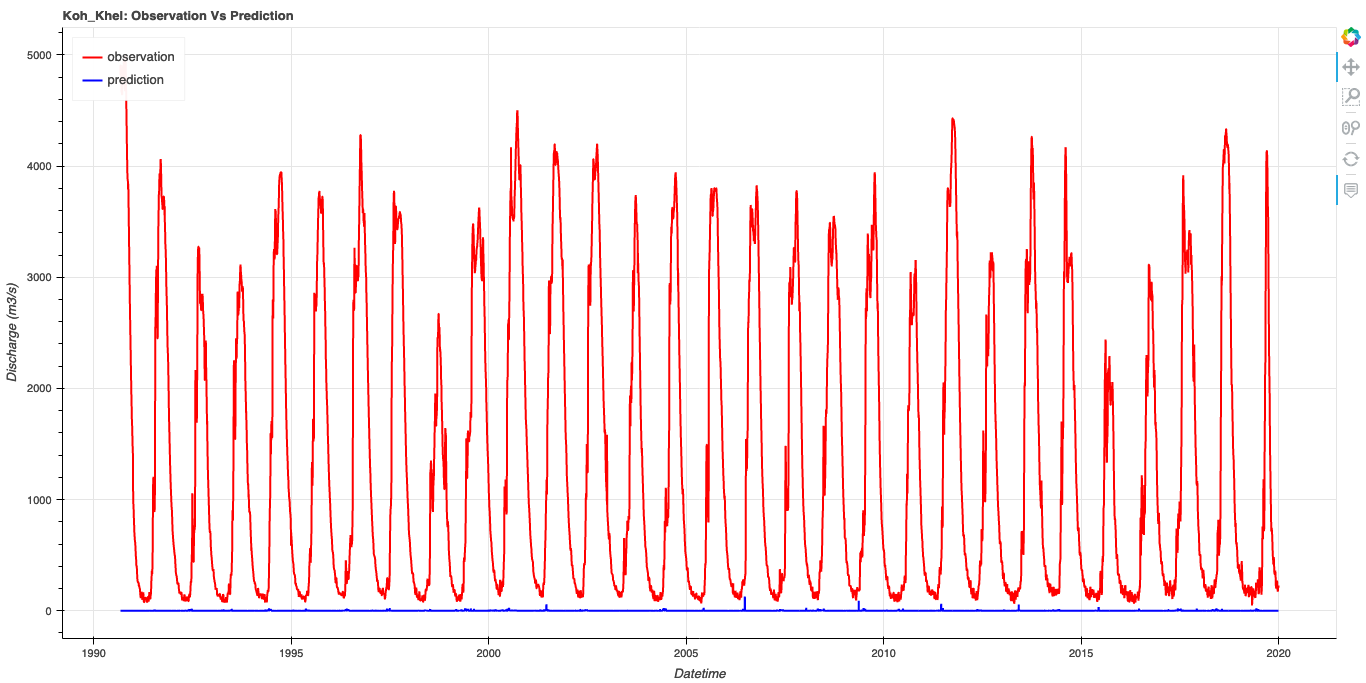 Koh_Khel: Observation Vs Prediction
observation
prediction
Discharge (m3/s)
5000
4000
3000
2000
1000
0
1990
1995
2000
2005
2010
2015
2020
Datetime